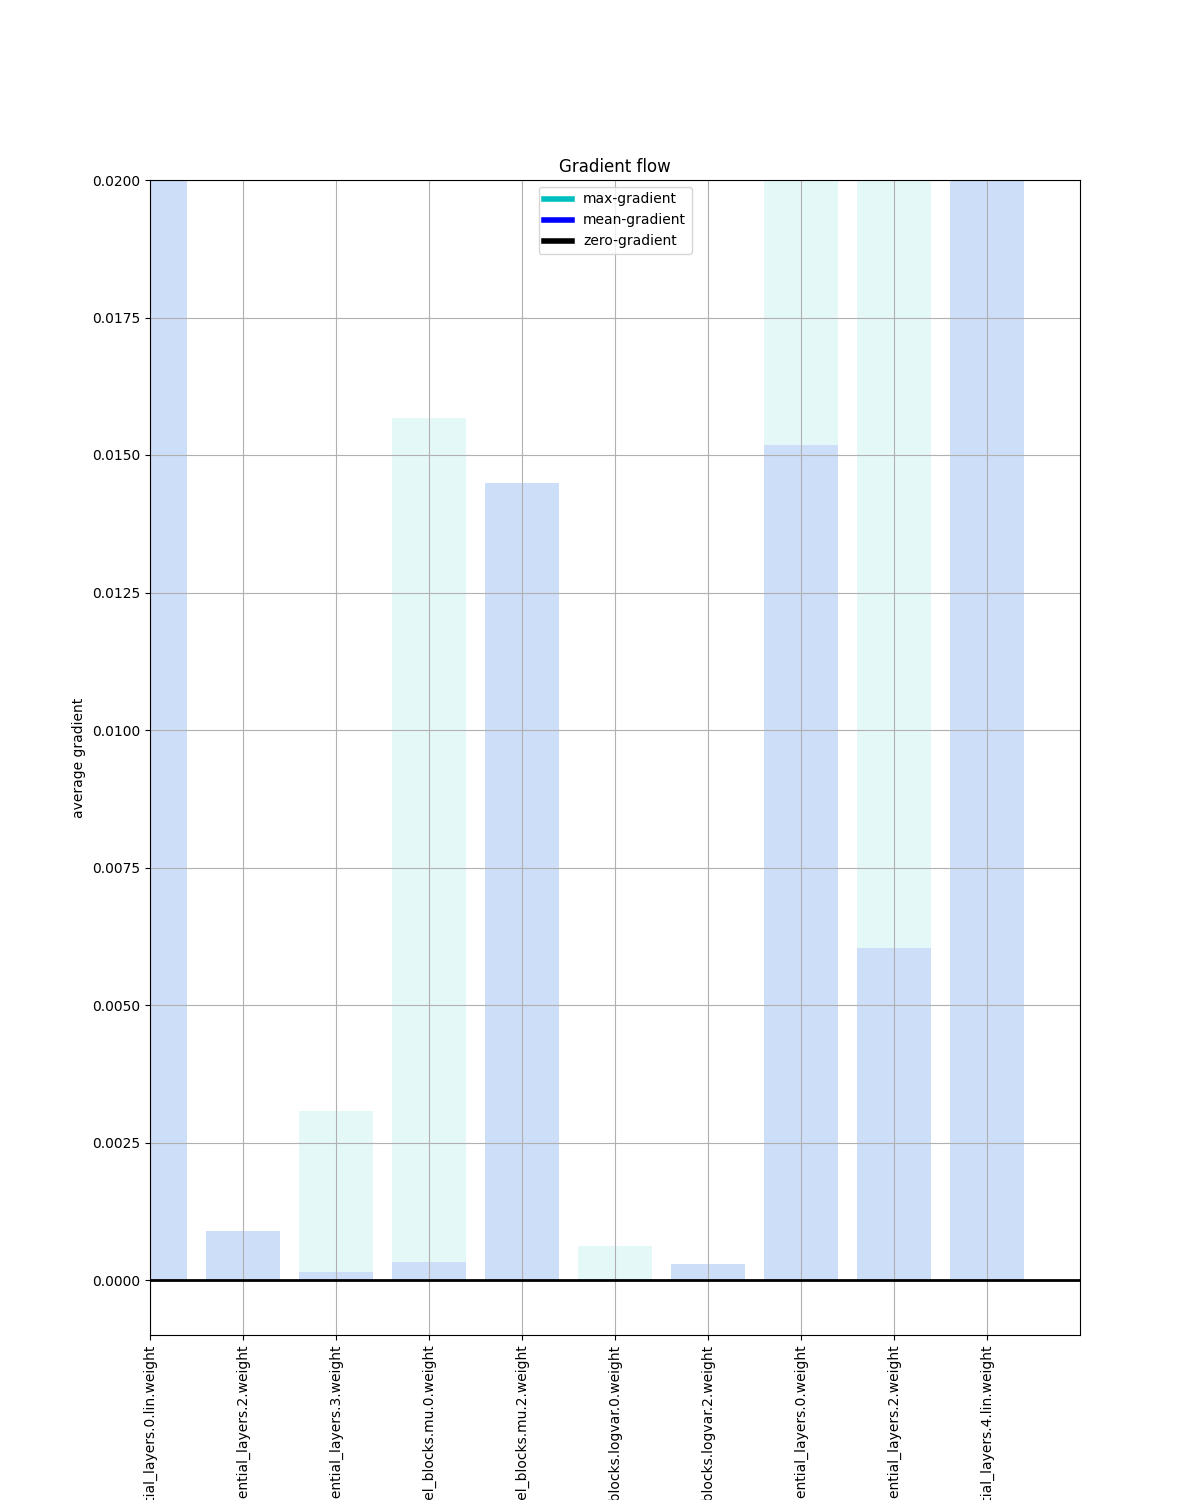 Gradient flow
max-gradient
mean-gradient
zero-gradient
0.0200
0.0175
0.0150
0.0125
0.0100
0.0075
0.0050
0.0025
0.0000
average gradient
tial_layers.0.lin.weight
ential_layers.2.weight
ential_layers.3.weight
el_blocks.mu.0.weight
el_blocks.mu.2.weight
blocks.logvar.0.weight
blocks.logvar.2.weight
ential_layers.0.weight
ential_layers.2.weight
tial_layers.4.lin.weight